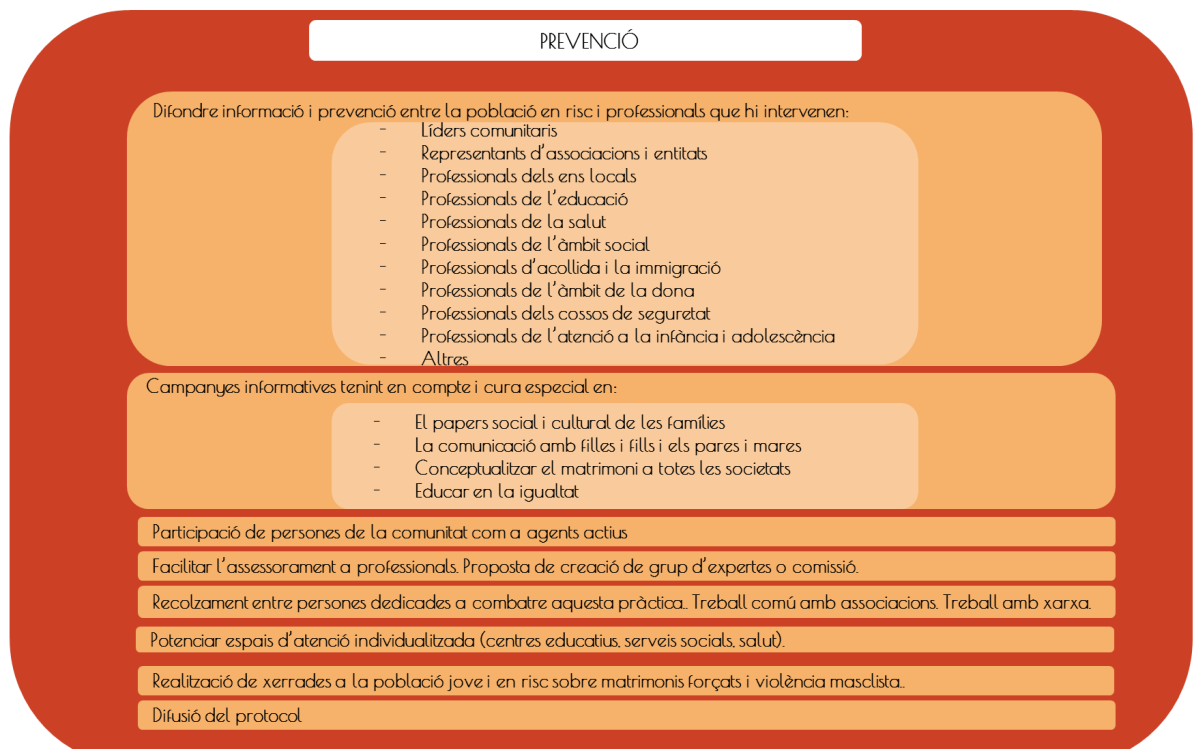 PREVENCIÓ
Difondre informació i prevenció entre la població en risc i professionals que hi intervenen:
- Líders comunitaris
- Representants d’associacions i entitats
- Professionals dels ens locals
- Professionals de l’educació
- Professionals de la salut
- Professionals de l’àmbit social
- Professionals d’acollida i la immigració
- Professionals de l’àmbit de la dona
- Professionals dels cossos de seguretat
- Professionals de l’atenció a la infància i adolescència
- Altres
Campanyes informatives tenint en compte i cura especial en:
- El papers social i cultural de les famílies
- La comunicació amb filles i fills i els pares i mares
- Conceptualitzar el matrimoni a totes les societats
- Educar en la igualtat
Participació de persones de la comunitat com a agents actius
Facilitar l’assessorament a professionals. Proposta de creació de grup d’expertes o comissió.
Recolzament entre persones dedicades a combatre aquesta pràctica.. Treball comú amb associacions. Treball amb xarxa.
Potenciar espais d’atenció individualitzada (centres educatius, serveis socials, salut).
Realització de xerrades a la població jove i en risc sobre matrimonis forçats i violència masclista..
Difusió del protocol